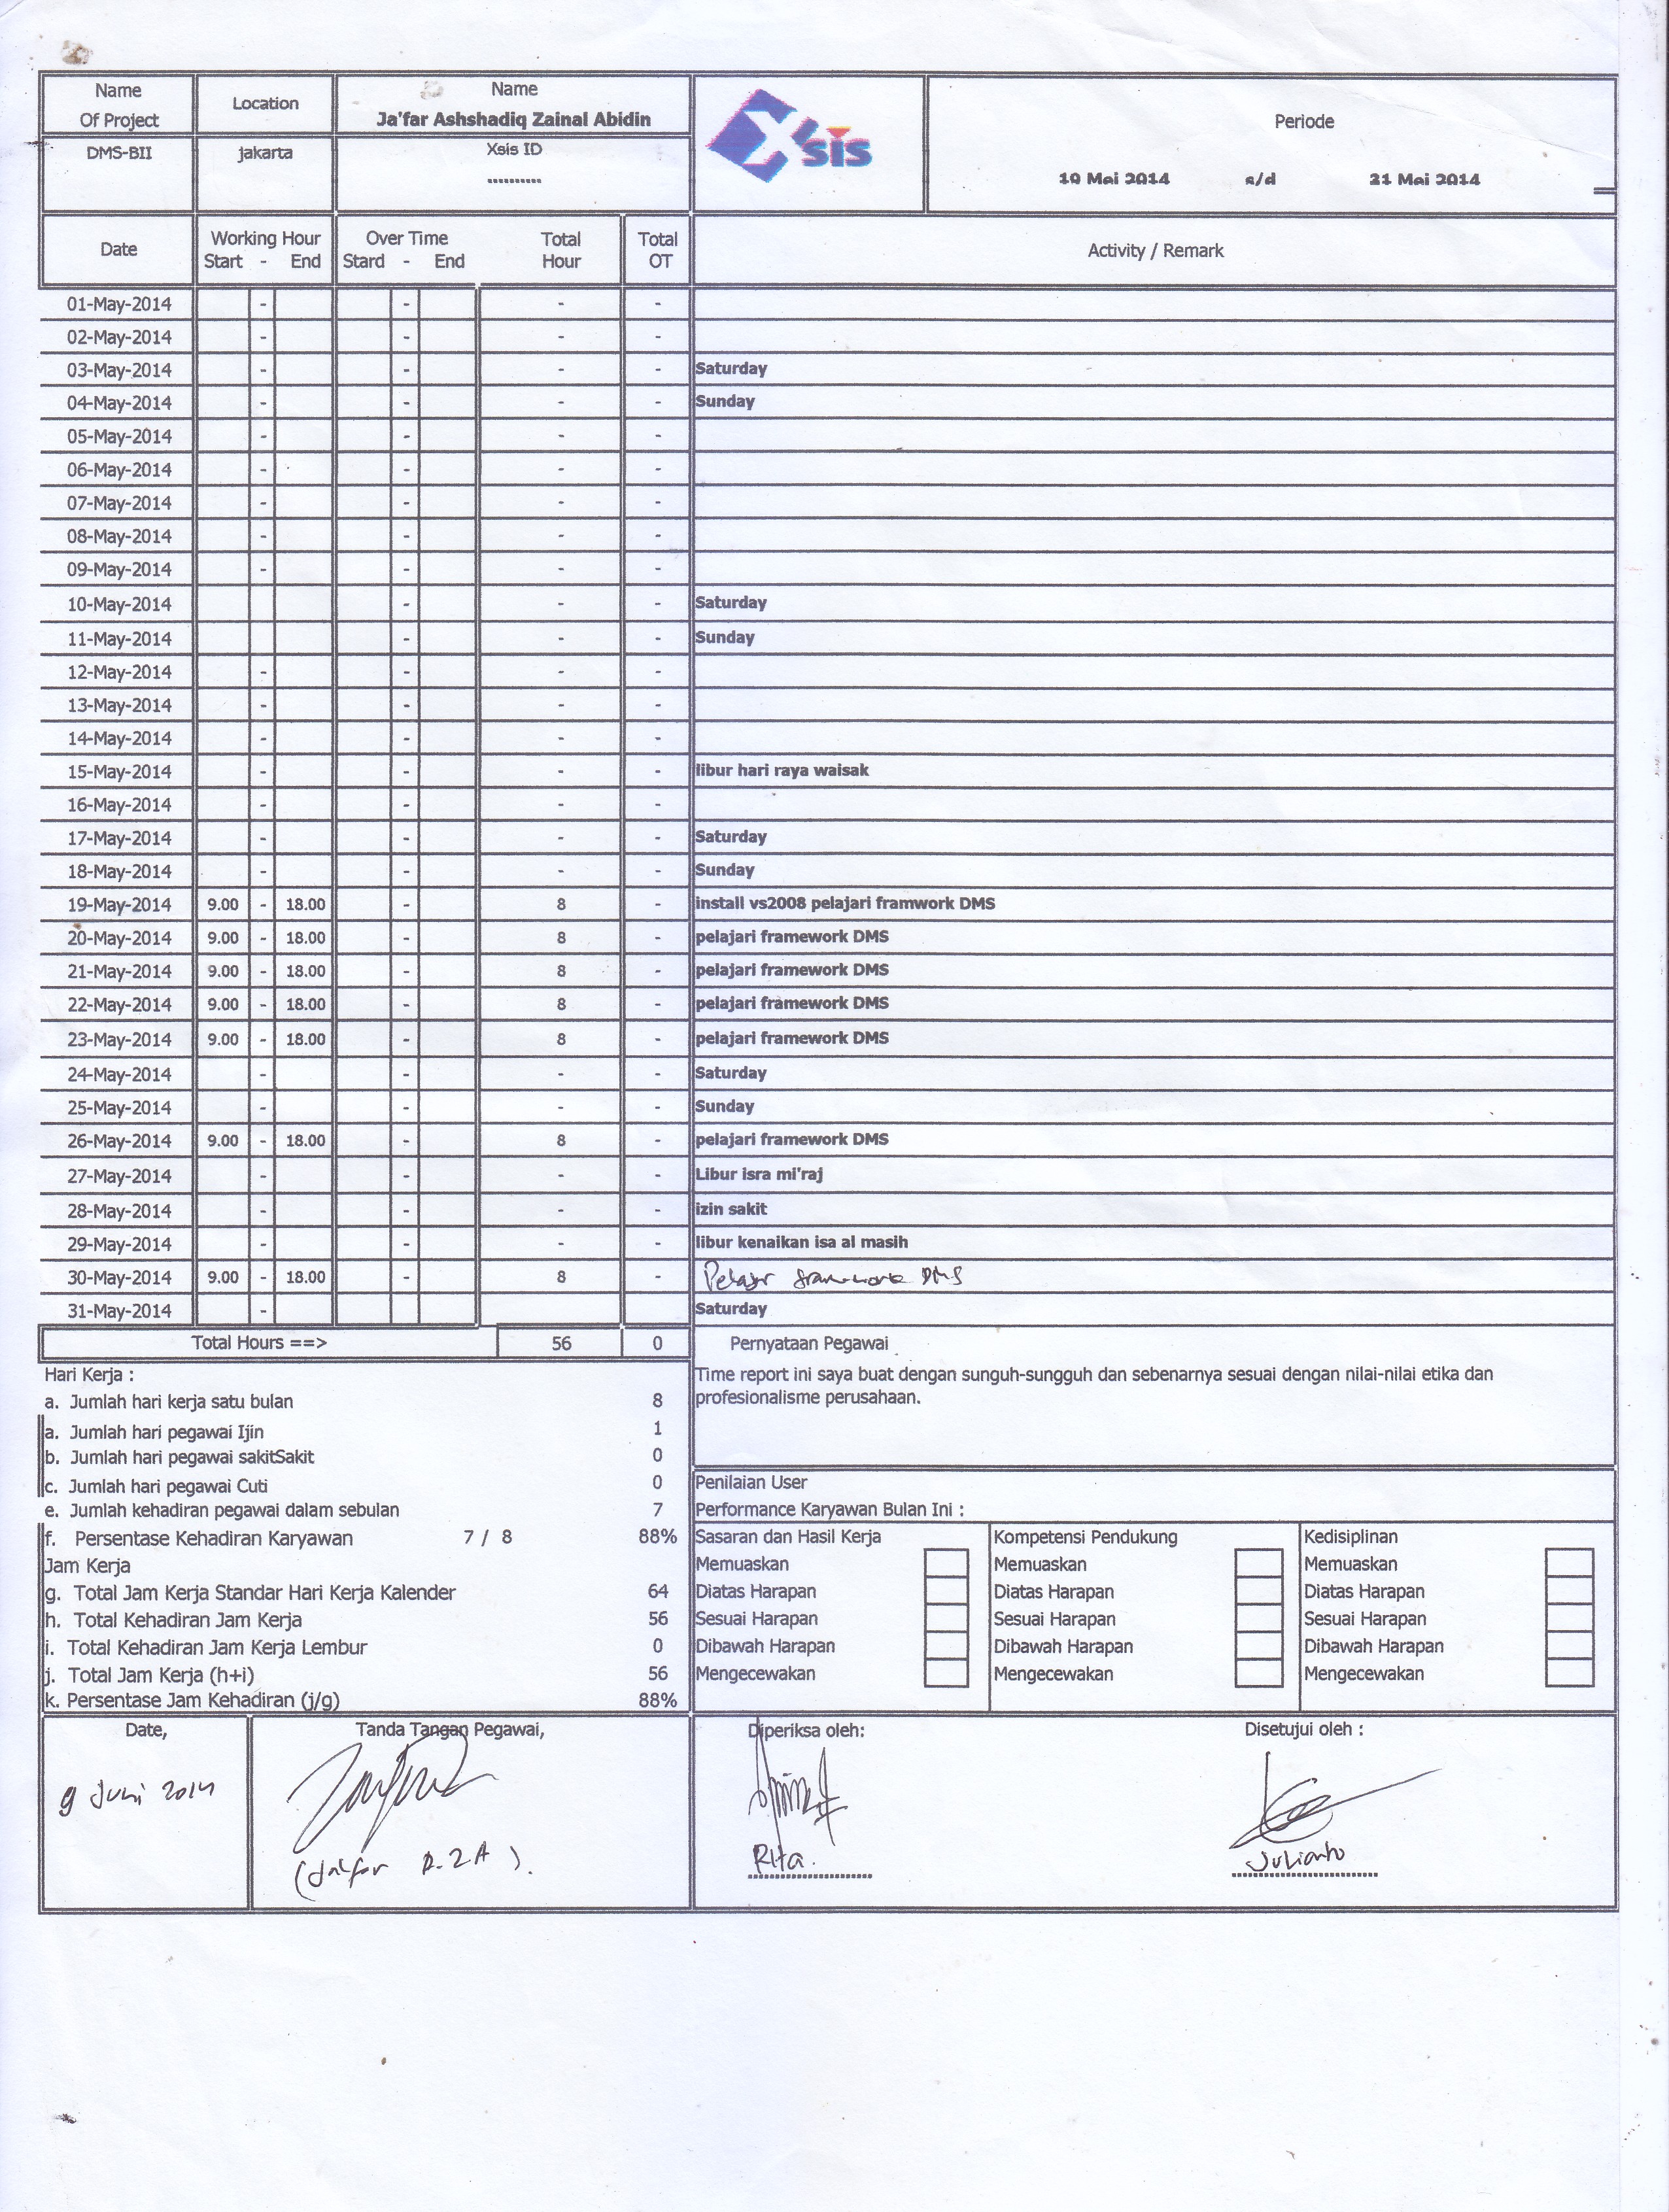 Name Of Project
Location
Name
Ja'far Ashshadiq Zainal Abidin
Xsis
Periode
DMS-BII
jakarta
Xsis ID
..........
19 Mei 2014 s/d 31 Mei 2014
Date
Working Hour Start - End
Over Time Stard - End
Total Hour
Total OT
Activity / Remark
01-May-2014 - - - -
02-May-2014 - - - -
03-May-2014 - - - - Saturday
04-May-2014 - - - - Sunday
05-May-2014 - - - -
06-May-2014 - - - -
07-May-2014 - - - -
08-May-2014 - - - -
09-May-2014 - - - -
10-May-2014 - - - Saturday
11-May-2014 - - - Sunday
12-May-2014 - - - -
13-May-2014 - - - -
14-May-2014 - - - -
15-May-2014 - - - - libur hari raya waisak
16-May-2014 - - - -
17-May-2014 - - - - Saturday
18-May-2014 - - - - Sunday
19-May-2014 9.00 - 18.00 - 8 - install vs2008 pelajari framwork DMS
20-May-2014 9.00 - 18.00 - 8 - pelajari framework DMS
21-May-2014 9.00 - 18.00 - 8 - pelajari framework DMS
22-May-2014 9.00 - 18.00 - 8 - pelajari framework DMS
23-May-2014 9.00 - 18.00 - 8 - pelajari framework DMS
24-May-2014 - - - - Saturday
25-May-2014 - - - - Sunday
26-May-2014 9.00 - 18.00 - 8 - pelajari framework DMS
27-May-2014 - - - - Libur isra mi'raj
28-May-2014 - - - - izin sakit
29-May-2014 - - - - libur kenaikan isa al masih
30-May-2014 9.00 - 18.00 8 - Pelajr framework DMS
31-May-2014 - Saturday
Total Hours ==> 56 0
Hari Kerja :
a. Jumlah hari kerja satu bulan 8
a. Jumlah hari pegawai Ijin 1
b. Jumlah hari pegawai sakitSakit 0
c. Jumlah hari pegawai Cuti 0
e. Jumlah kehadiran pegawai dalam sebulan 7
f. Persentase Kehadiran Karyawan 7 / 8 88%
Jam Kerja
g. Total Jam Kerja Standar Hari Kerja Kalender 64
h. Total Kehadiran Jam Kerja 56
i. Total Kehadiran Jam Kerja Lembur 0
j. Total Jam Kerja (h+i) 56
k. Persentase Jam Kehadiran (j/g) 88%
Pernyataan Pegawai
Time report ini saya buat dengan sunguh-sungguh dan sebenarnya sesuai dengan nilai-nilai etika dan
profesionalisme perusahaan.
Penilaian User
Performance Karyawan Bulan Ini :
Sasaran dan Hasil Kerja Kompetensi Pendukung Kedisiplinan
Memuaskan Memuaskan Memuaskan
Diatas Harapan Diatas Harapan Diatas Harapan
Sesuai Harapan Sesuai Harapan Sesuai Harapan
Dibawah Harapan Dibawah Harapan Dibawah Harapan
Mengecewakan Mengecewakan Mengecewakan
Date,
9 Juni 2014
Tanda Tangan Pegawai,
(Ja'far A.Z.A).
Diperiksa oleh:
Rita.
Disetujui oleh :
Julianto